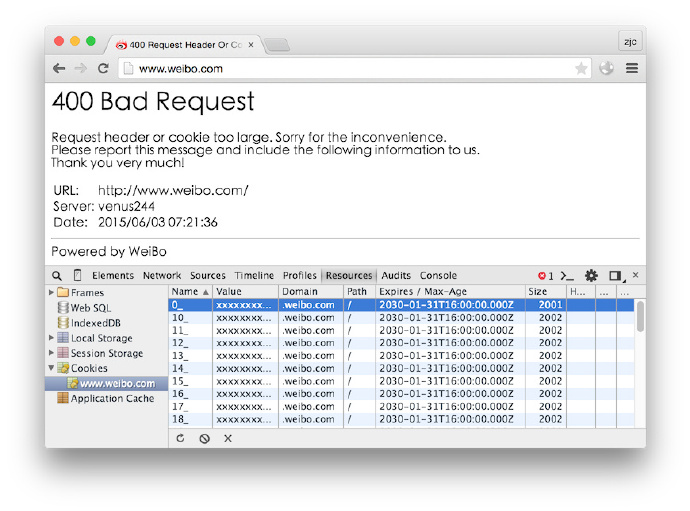 400 Request Header Or Co
zjc
www.weibo.com
400 Bad Request
Request header or cookie too large. Sorry for the inconvenience.
Please report this message and include the following information to us.
Thank you very much!
URL: http://www.weibo.com/
Server: venus244
Date: 2015/06/03 07:21:36
Powered by WeiBo
Elements Network Sources Timeline Profiles Resources Audits Console 1
Frames
Web SQL
IndexedDB
Local Storage
Session Storage
Cookies
www.weibo.com
Application Cache
Name Value Domain Path Expires / Max-Age Size H... ... ...
0_ xxxxxxxx... .weibo.com / 2030-01-31T16:00:00.000Z 2001
10_ xxxxxxxx... .weibo.com / 2030-01-31T16:00:00.000Z 2002
11_ xxxxxxxx... .weibo.com / 2030-01-31T16:00:00.000Z 2002
12_ xxxxxxxx... .weibo.com / 2030-01-31T16:00:00.000Z 2002
13_ xxxxxxxx... .weibo.com / 2030-01-31T16:00:00.000Z 2002
14_ xxxxxxxx... .weibo.com / 2030-01-31T16:00:00.000Z 2002
15_ xxxxxxxx... .weibo.com / 2030-01-31T16:00:00.000Z 2002
16_ xxxxxxxx... .weibo.com / 2030-01-31T16:00:00.000Z 2002
17_ xxxxxxxx... .weibo.com / 2030-01-31T16:00:00.000Z 2002
18_ xxxxxxxx... .weibo.com / 2030-01-31T16:00:00.000Z 2002